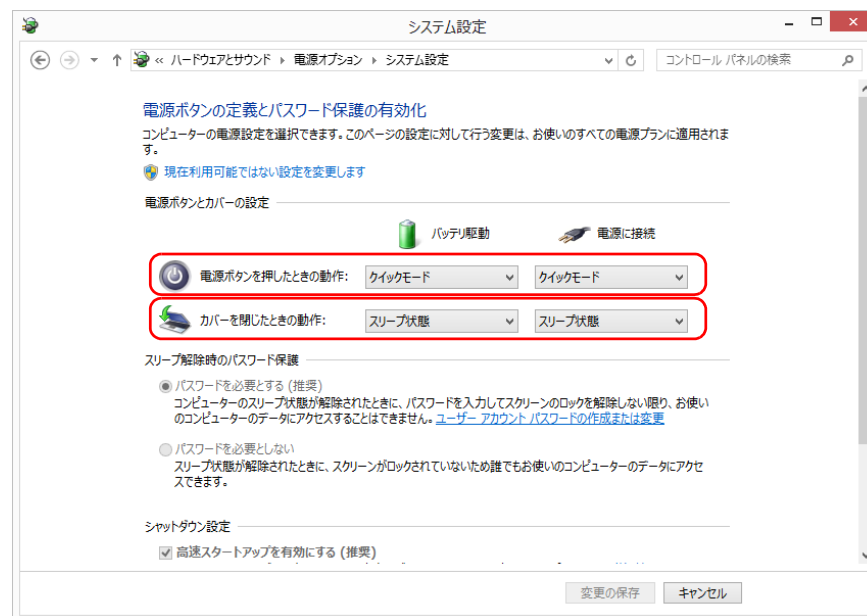 システム設定
« ハードウェアとサウンド ▸ 電源オプション ▸ システム設定
コントロール パネルの検索
電源ボタンの定義とパスワード保護の有効化
コンピューターの電源設定を選択できます。このページの設定に対して行う変更は、お使いのすべての電源プランに適用されま
す。
現在利用可能ではない設定を変更します
電源ボタンとカバーの設定
バッテリ駆動 電源に接続
電源ボタンを押したときの動作: クイックモード クイックモード
カバーを閉じたときの動作: スリープ状態 スリープ状態
スリープ解除時のパスワード保護
パスワードを必要とする (推奨)
コンピューターのスリープ状態が解除されたときに、パスワードを入力してスクリーンのロックを解除しない限り、お使い
のコンピューターのデータにアクセスすることはできません。ユーザー アカウント パスワードの作成または変更
パスワードを必要としない
スリープ状態が解除されたときに、スクリーンがロックされていないため誰でもお使いのコンピューターのデータにアクセ
スできます。
シャットダウン設定
高速スタートアップを有効にする (推奨)
変更の保存 キャンセル